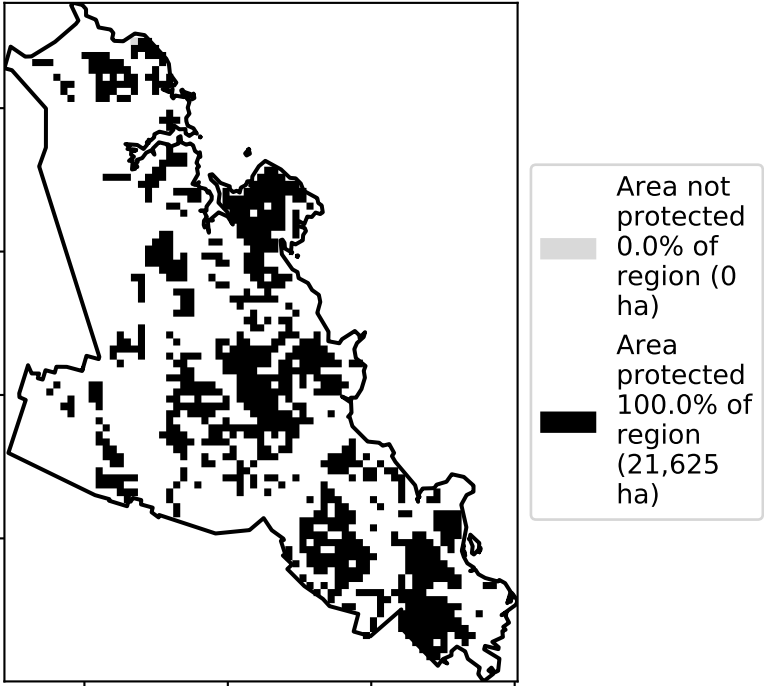 Area not
protected
0.0% of
region (0
ha)
Area
protected
100.0% of
region
(21,625
ha)